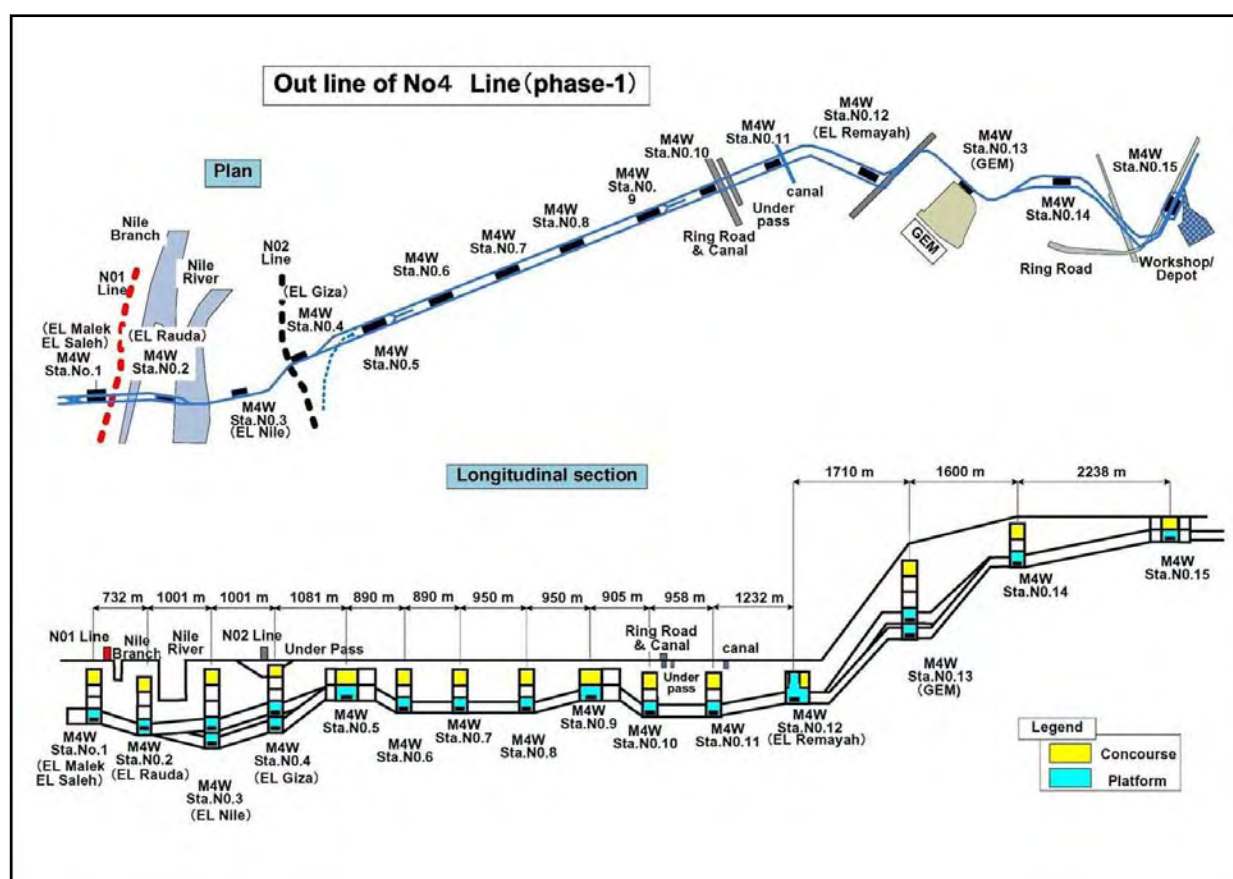 Out line of No4 Line(phase-1)
Plan
Nile
Branch
N01
Line
Nile
River
N02
Line
(EL Malek
EL Saleh)
M4W
Sta.No.1
(EL Rauda)
M4W
Sta.N0.2
M4W
Sta.N0.3
(EL Nile)
(EL Giza)
M4W
Sta.N0.4
M4W
Sta.N0.5
M4W
Sta.N0.6
M4W
Sta.N0.7
M4W
Sta.N0.8
M4W
Sta.N0.
9
M4W
Sta.N0.10
M4W
Sta.N0.11
canal
Under
pass
Ring Road
& Canal
M4W
Sta.N0.12
(EL Remayah)
M4W
Sta.N0.13
(GEM)
GEM
M4W
Sta.N0.14
M4W
Sta.N0.15
Ring Road
Workshop/
Depot
Longitudinal section
1710 m
1600 m
2238 m
732 m
1001 m
1001 m
1081 m
890 m
890 m
950 m
950 m
905 m
958 m
1232 m
N01 Line
Nile
Branch
Nile
River
N02 Line
Under Pass
Ring Road
& Canal
Under
pass
canal
M4W
Sta.No.1
(EL Malek
EL Saleh)
M4W
Sta.N0.2
(EL Rauda)
M4W
Sta.N0.3
(EL Nile)
M4W
Sta.N0.4
(EL Giza)
M4W
Sta.N0.5
M4W
Sta.N0.6
M4W
Sta.N0.7
M4W
Sta.N0.8
M4W
Sta.N0.9
M4W
Sta.N0.10
M4W
Sta.N0.11
M4W
Sta.N0.12
(EL Remayah)
M4W
Sta.N0.13
(GEM)
M4W
Sta.N0.14
M4W
Sta.N0.15
Legend
Concourse
Platform